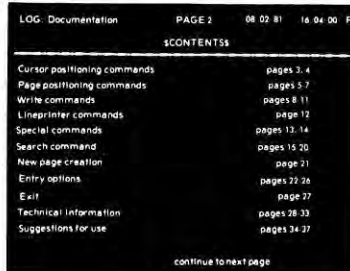 LOG: Documentation PAGE 2 08 02 81 16 04 00
$CONTENTS$
Cursor positioning commands pages 3, 4
Page positioning commands pages 5-7
Write commands pages 8-11
Lineprinter commands page 12
Special commands pages 13, 14
Search command pages 15-20
New page creation page 21
Entry options pages 22-26
Exit page 27
Technical Information pages 28-33
Suggestions for use pages 34-37
continue to next page